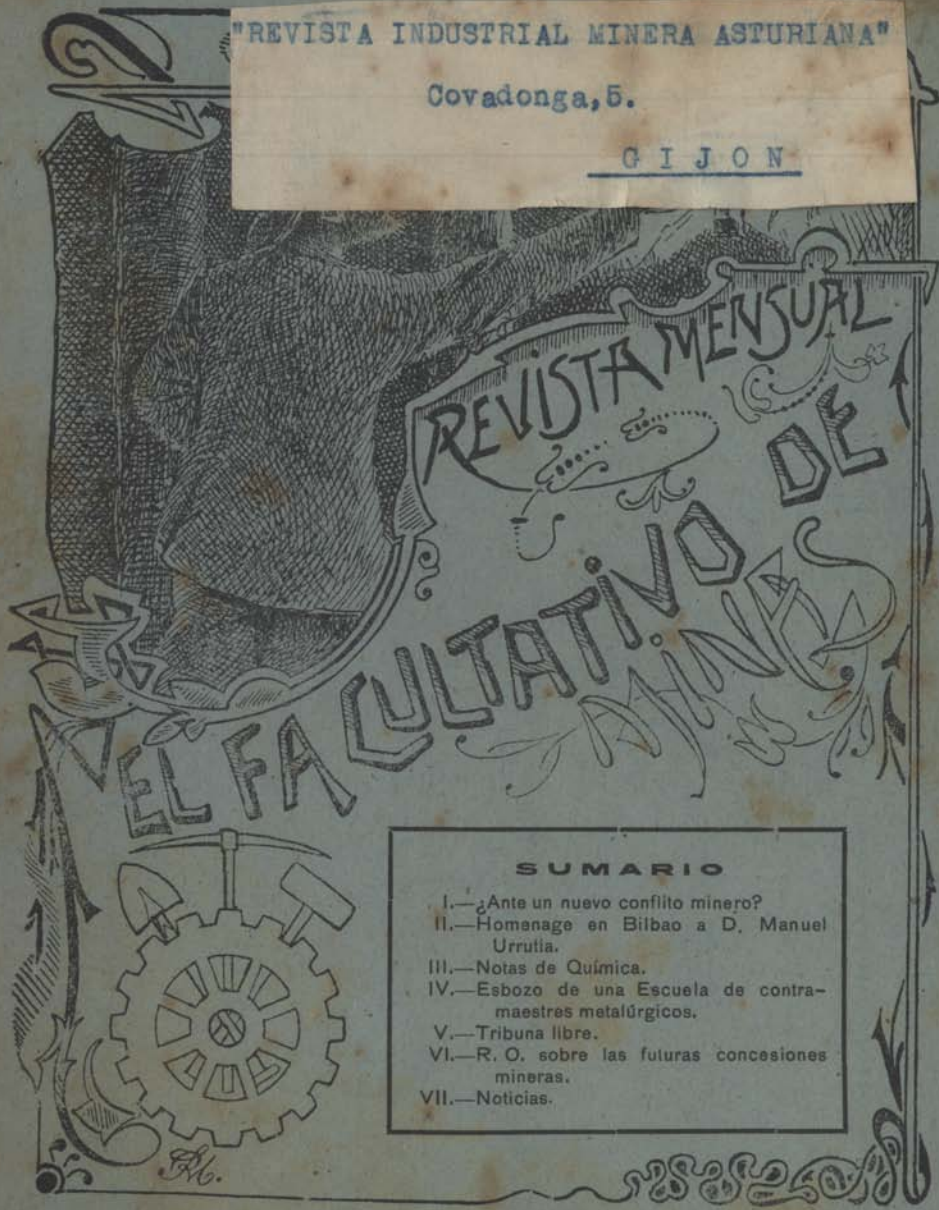 "REVISTA INDUSTRIAL MINERA ASTURIANA"
Covadonga,5.
GIJON
REVISTA MENSUAL
EL FACULTATIVO DE
MINAS
SUMARIO
I.—¿Ante un nuevo conflito minero?
II.—Homenage en Bilbao a D. Manuel
Urrutia.
III.—Notas de Química.
IV.—Esbozo de una Escuela de contra-
maestres metalúrgicos.
V.—Tribuna libre.
VI.—R. O. sobre las futuras concesiones
mineras.
VII.—Noticias.